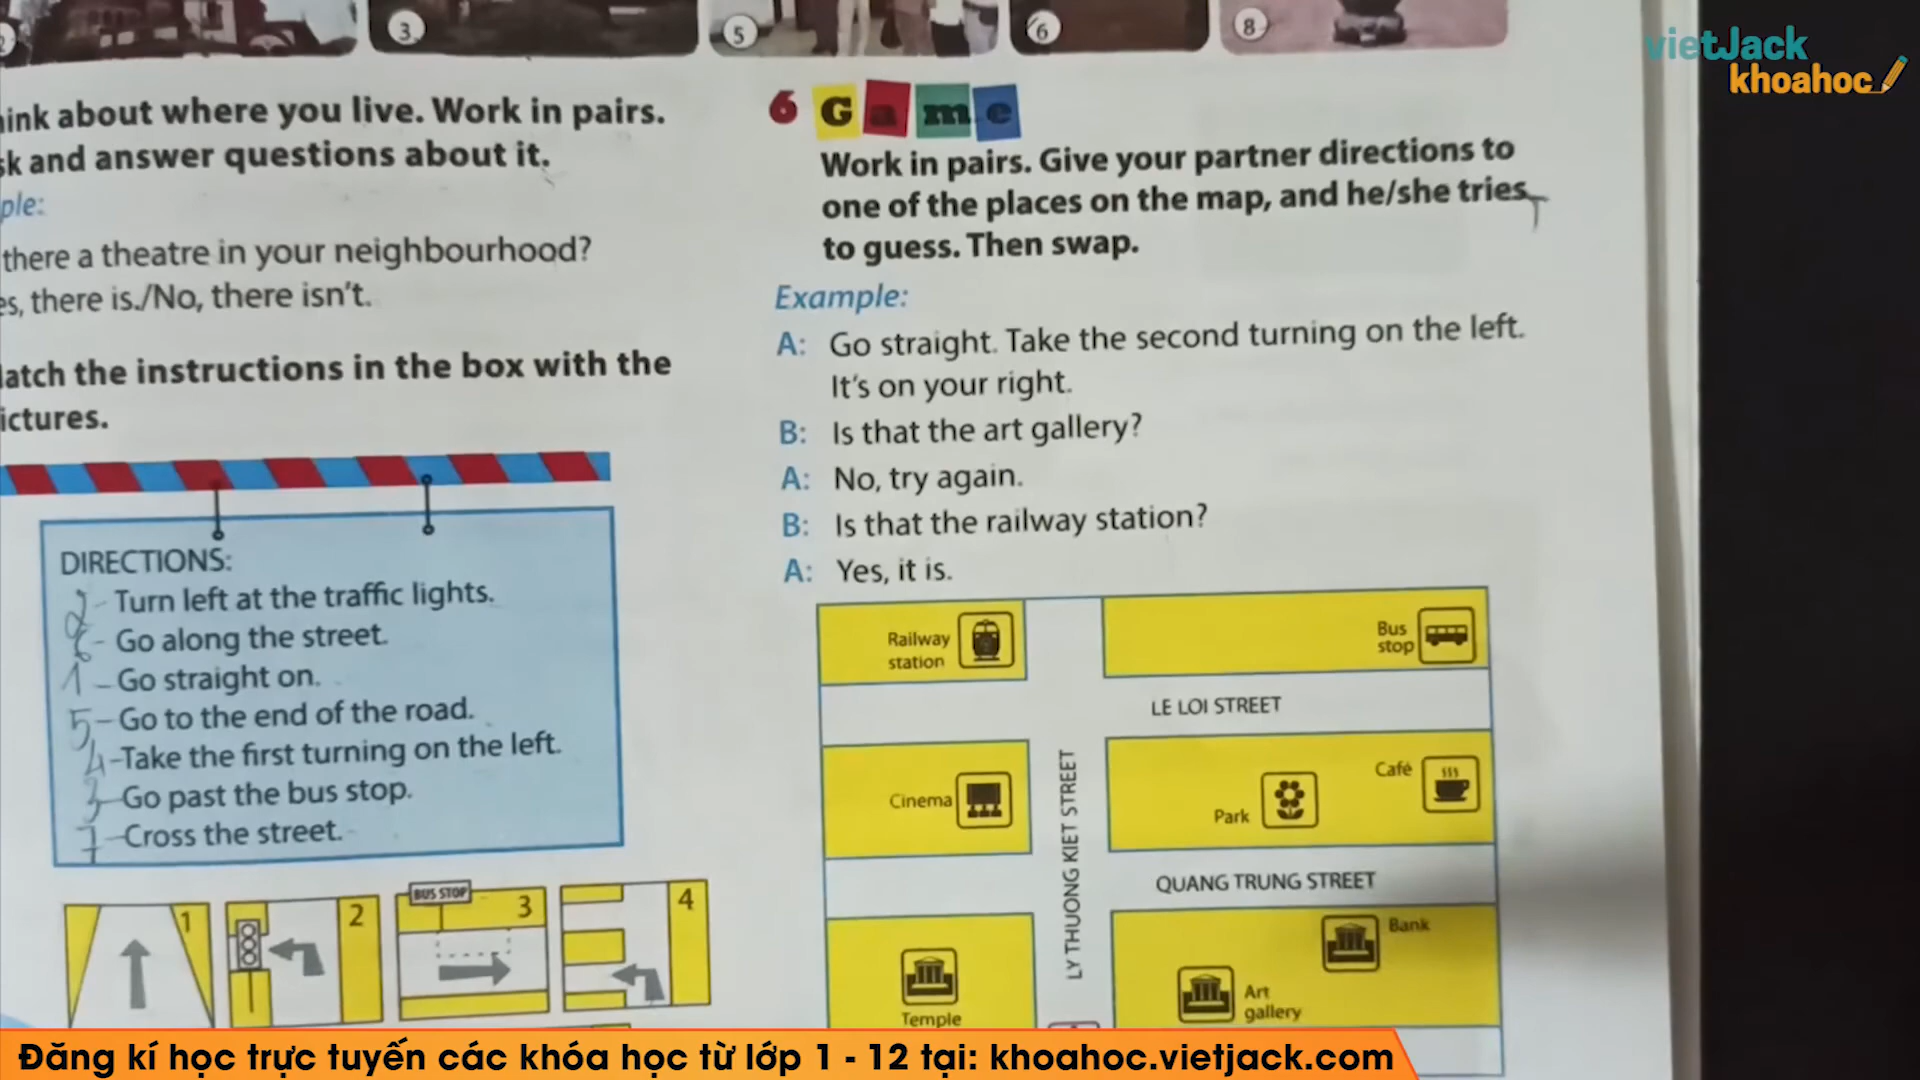 3
5
6
8
vietJack
khoahoc
about where you live. Work in pairs.
and answer questions about it.
there a theatre in your neighbourhood?
there is./No, there isn't.
the instructions in the box with the
DIRECTIONS:
2 - Turn left at the traffic lights.
6 - Go along the street.
1 - Go straight on.
5 - Go to the end of the road.
4 - Take the first turning on the left.
3 - Go past the bus stop.
7 - Cross the street.
1
2
BUS STOP
3
4
6 Game
Work in pairs. Give your partner directions to
one of the places on the map, and he/she tries
to guess. Then swap.
Example:
A: Go straight. Take the second turning on the left.
It's on your right.
B: Is that the art gallery?
A: No, try again.
B: Is that the railway station?
A: Yes, it is.
Railway
station
Bus
stop
LE LOI STREET
Cinema
LY THUONG KIET STREET
Park
Café
QUANG TRUNG STREET
Bank
Temple
Art
gallery
Đăng kí học trực tuyến các khóa học từ lớp 1 - 12 tại: khoahoc.vietjack.com